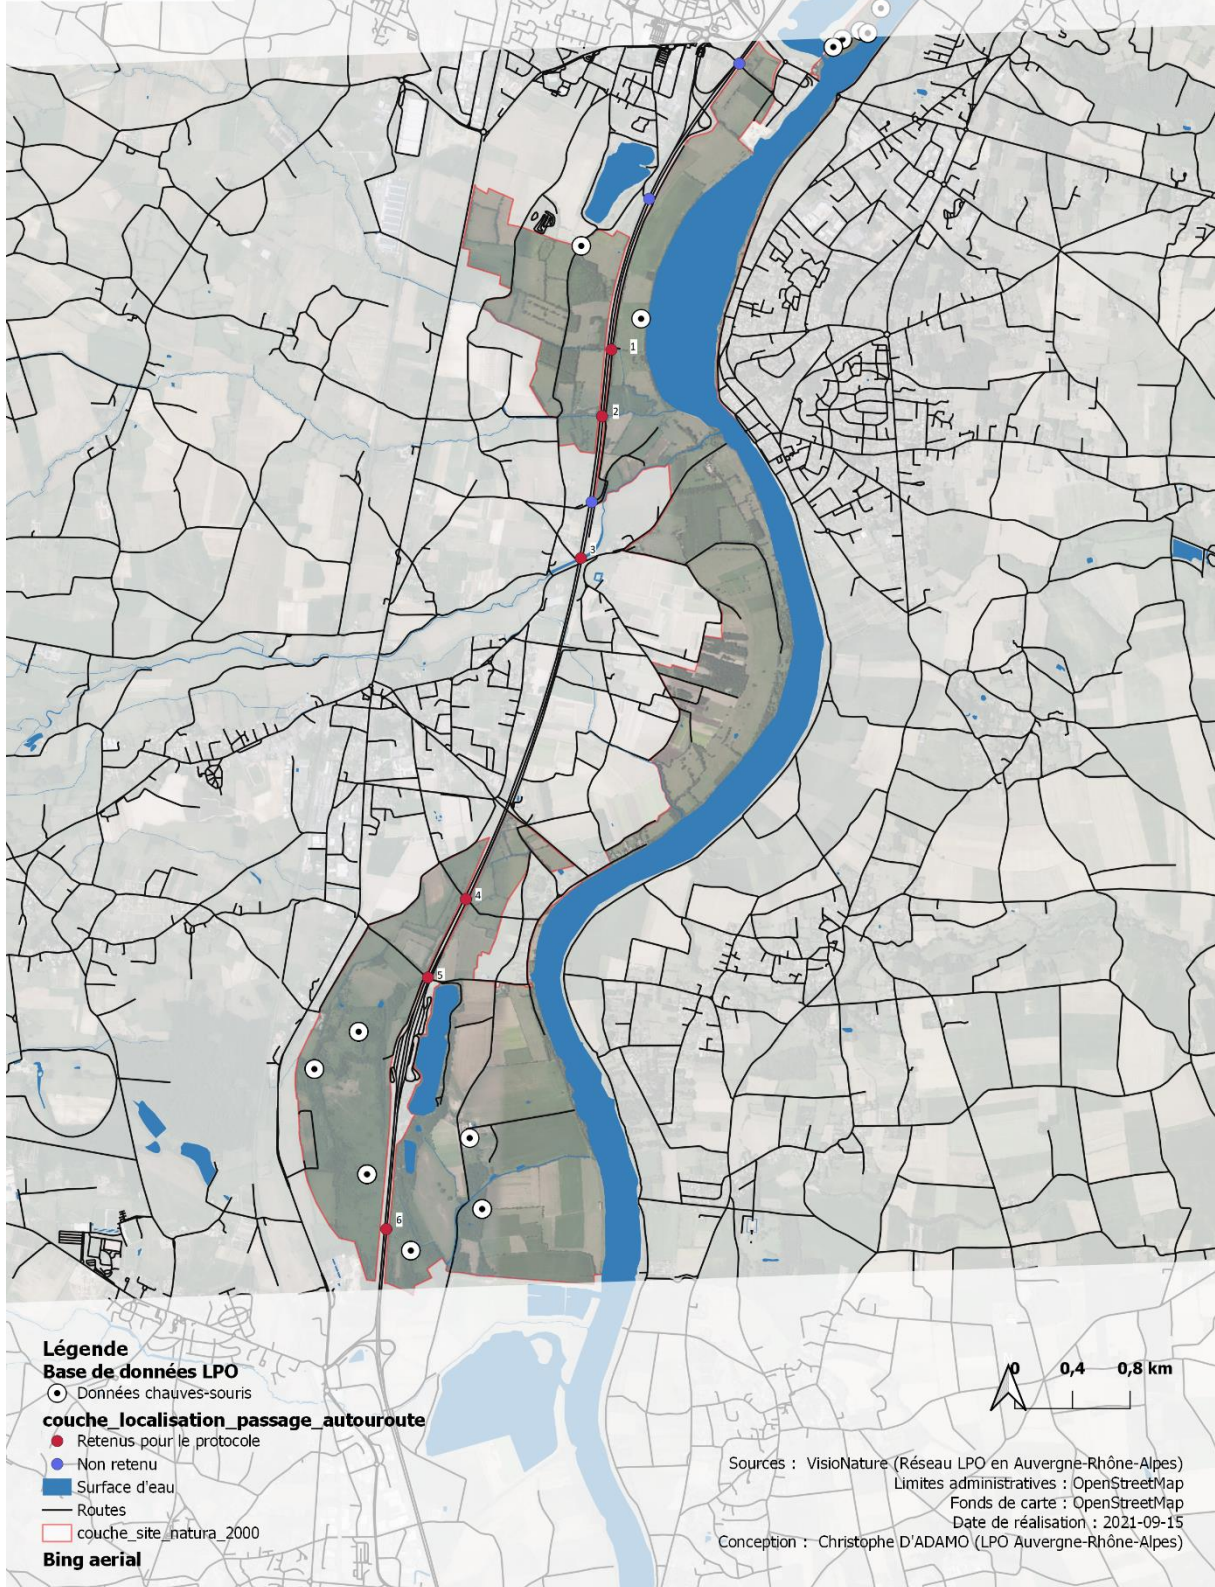 1
2
3
4
5
6
Légende
Base de données LPO
Données chauves-souris
couche_localisation_passage_autouroute
Retenus pour le protocole
Non retenu
Surface d'eau
Routes
couche_site_natura_2000
Bing aerial
0 0,4 0,8 km
Sources : VisioNature (Réseau LPO en Auvergne-Rhône-Alpes)
Limites administratives : OpenStreetMap
Fonds de carte : OpenStreetMap
Date de réalisation : 2021-09-15
Conception : Christophe D'ADAMO (LPO Auvergne-Rhône-Alpes)